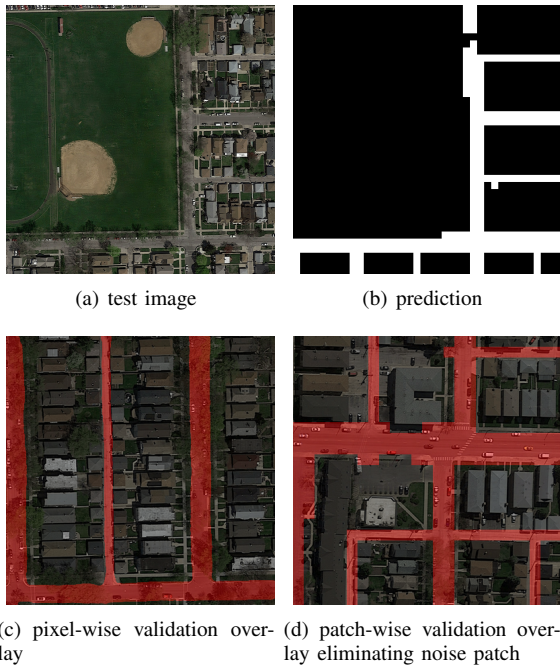 (a) test image
(b) prediction
(c) pixel-wise validation over-
lay
(d) patch-wise validation over-
lay eliminating noise patch